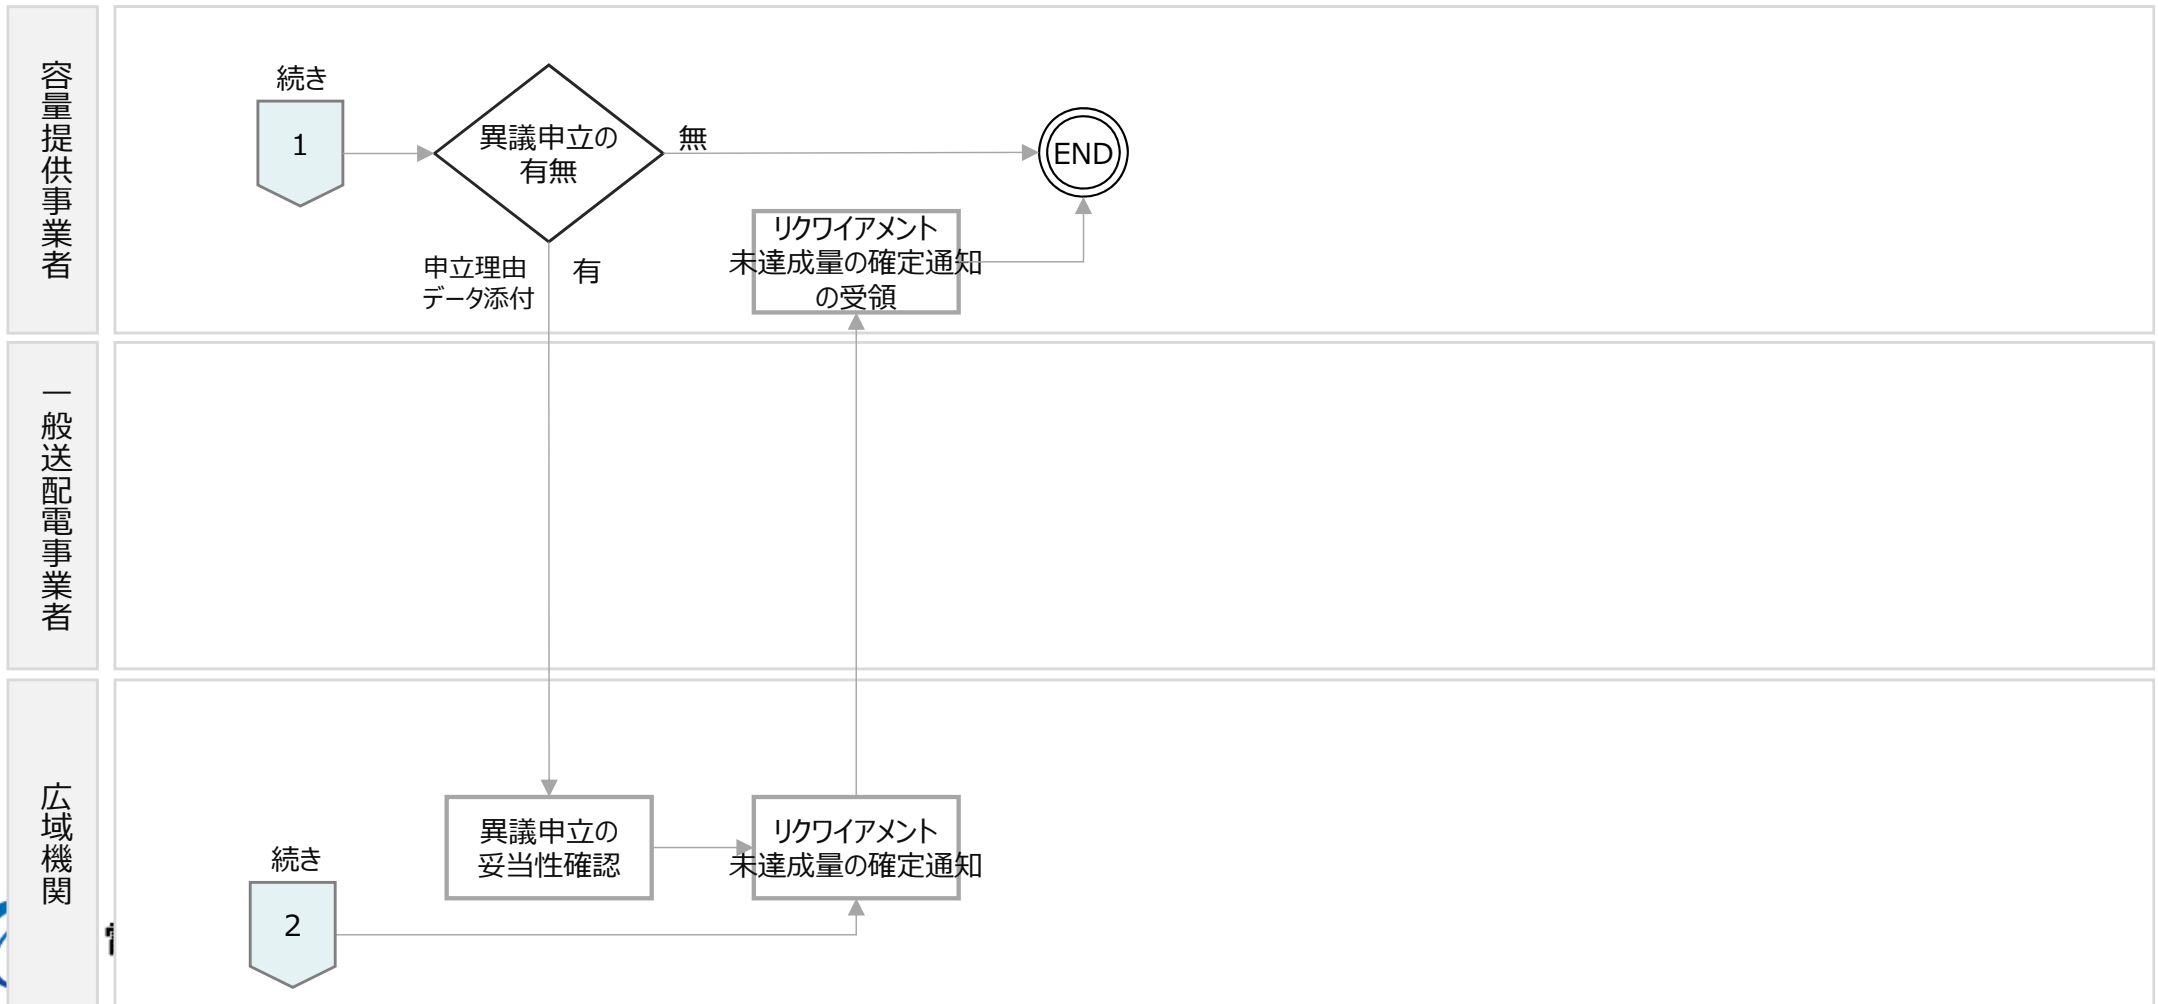 容量提供事業者
続き
1
異議申立の
有無
無
END
申立理由
データ添付
有
リクワイアメント
未達成量の確定通知
の受領
一般送配電事業者
広域機関
異議申立の
妥当性確認
リクワイアメント
未達成量の確定通知
続き
2